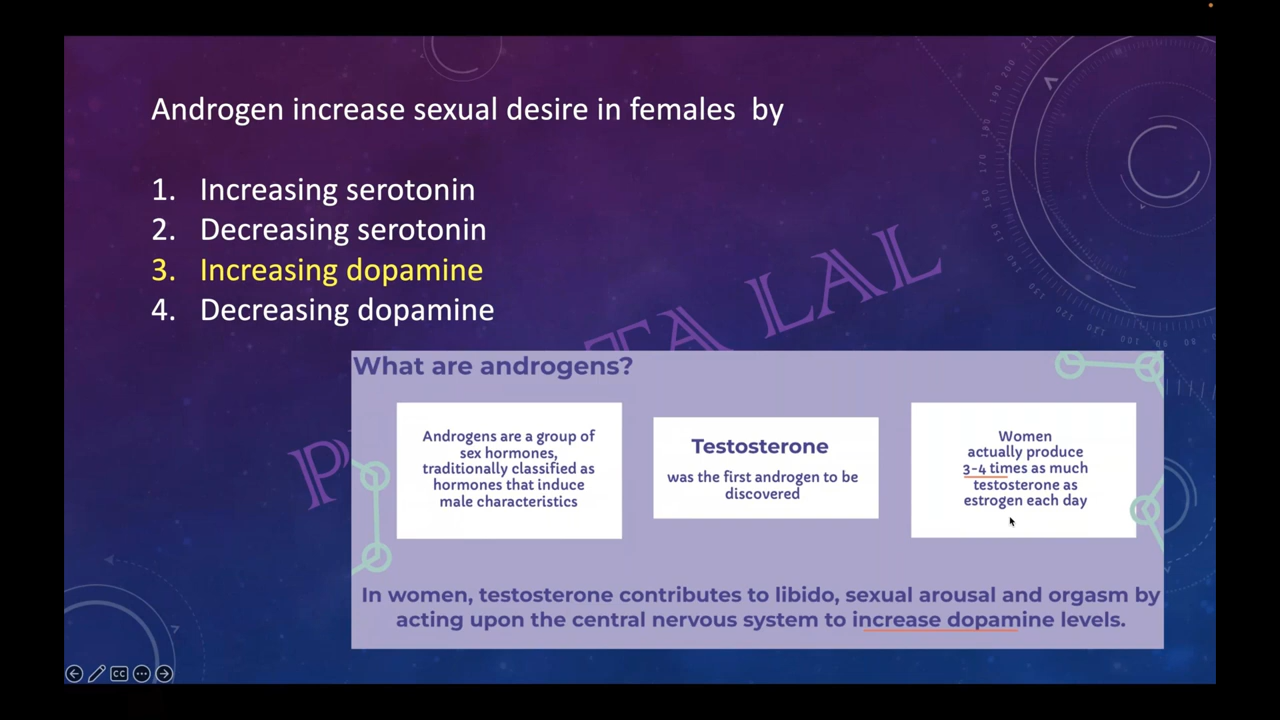 Androgen increase sexual desire in females by
1. Increasing serotonin
2. Decreasing serotonin
3. Increasing dopamine
4. Decreasing dopamine
TA LAL
What are androgens?
Androgens are a group of
sex hormones,
traditionally classified as
hormones that induce
male characteristics
Testosterone
was the first androgen to be
discovered
Women
actually produce
3-4 times as much
testosterone as
estrogen each day
In women, testosterone contributes to libido, sexual arousal and orgasm by
acting upon the central nervous system to increase dopamine levels.
CC